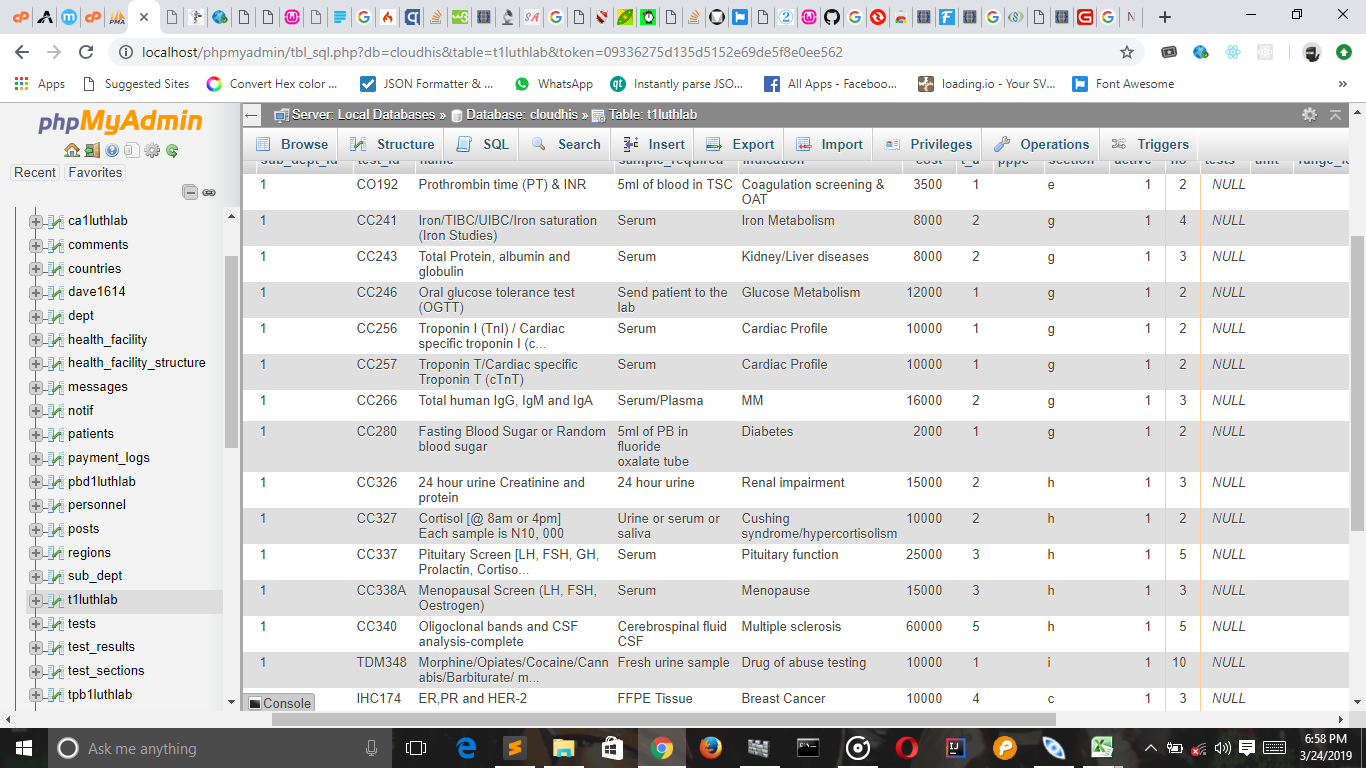 localhost/phpmyadmin/tbl_sql.php?db=cloudhis&table=t1luthlab&token=09336275d135d5152e69de5f8e0ee562
Apps Suggested Sites Convert Hex color ... JSON Formatter & ... WhatsApp Instantly parse JSO... All Apps - Faceboo... loading.io - Your SV... Font Awesome »
phpMyAdmin
Recent Favorites
ca1luthlab
comments
countries
dave1614
dept
health_facility
health_facility_structure
messages
notif
patients
payment_logs
pbd1luthlab
personnel
posts
regions
sub_dept
t1luthlab
tests
test_results
test_sections
tpb1luthlab
Server: Local Databases » Database: cloudhis » Table: t1luthlab
Browse Structure SQL Search Insert Export Import Privileges Operations Triggers
sub_dept_id test_id name sample_required indication cost t_a pppe section active no tests unit
1 CO192 Prothrombin time (PT) & INR 5ml of blood in TSC Coagulation screening & 3500 1 e 1 2 NULL
OAT
1 CC241 Iron/TIBC/UIBC/Iron saturation Serum Iron Metabolism 8000 2 g 1 4 NULL
(Iron Studies)
1 CC243 Total Protein, albumin and Serum Kidney/Liver diseases 8000 2 g 1 3 NULL
globulin
1 CC246 Oral glucose tolerance test Send patient to the Glucose Metabolism 12000 1 g 1 2 NULL
(OGTT) lab
1 CC256 Troponin I (TnI) / Cardiac Serum Cardiac Profile 10000 1 g 1 2 NULL
specific troponin I (c...
1 CC257 Troponin T/Cardiac specific Serum Cardiac Profile 10000 1 g 1 2 NULL
Troponin T (cTnT)
1 CC266 Total human IgG, IgM and IgA Serum/Plasma MM 16000 2 g 1 3 NULL
1 CC280 Fasting Blood Sugar or Random 5ml of PB in Diabetes 2000 1 g 1 2 NULL
blood sugar fluoride
oxalate tube
1 CC326 24 hour urine Creatinine and 24 hour urine Renal impairment 15000 2 h 1 3 NULL
protein
1 CC327 Cortisol [@ 8am or 4pm] Urine or serum or Cushing 10000 2 h 1 2 NULL
Each sample is N10, 000 saliva syndrome/hypercortisolism
1 CC337 Pituitary Screen [LH, FSH, GH, Serum Pituitary function 25000 3 h 1 5 NULL
Prolactin, Cortiso...
1 CC338A Menopausal Screen (LH, FSH, Serum Menopause 15000 3 h 1 3 NULL
Oestrogen)
1 CC340 Oligoclonal bands and CSF Cerebrospinal fluid Multiple sclerosis 60000 5 h 1 5 NULL
analysis-complete CSF
1 TDM348 Morphine/Opiates/Cocaine/Cann Fresh urine sample Drug of abuse testing 10000 1 i 1 10 NULL
abis/Barbiturate/ m...
1 IHC174 ER,PR and HER-2 FFPE Tissue Breast Cancer 10000 4 c 1 3 NULL
Console
Ask me anything
6:58 PM
3/24/2019